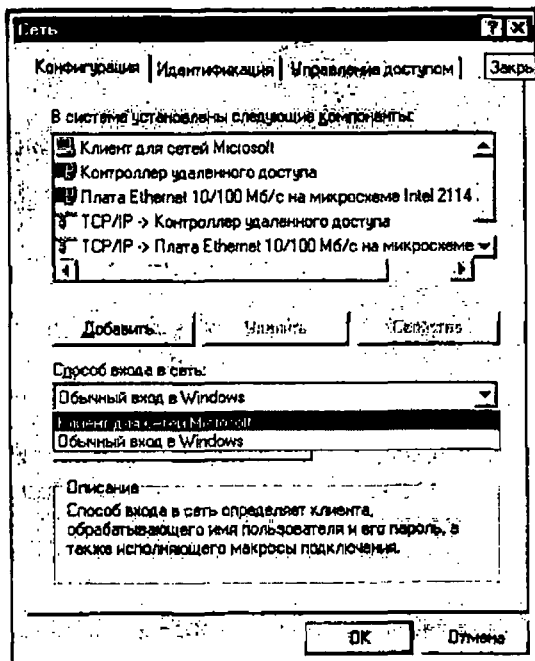 Сеть
Конфигурация Идентификация Управление доступом Закры
В системе установлены следующие компоненты:
Клиент для сетей Microsoft
Контроллер удаленного доступа
Плата Ethernet 10/100 Мб/с на микросхеме Intel 2114
TCP/IP -> Контроллер удаленного доступа
TCP/IP -> Плата Ethernet 10/100 Мб/с на микросхеме
Добавить... Удалить Свойства
Способ входа в сеть:
Обычный вход в Windows
Клиент для сетей Microsoft
Обычный вход в Windows
Описание
Способ входа в сеть определяет клиента,
обрабатывающего имя пользователя и его пароль, а
также исполняющего макросы подключения.
OK Отмена